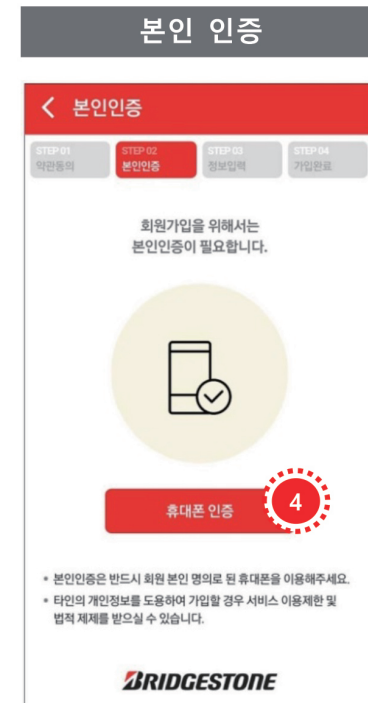 본인 인증
본인인증
STEP 01 STEP 02 STEP 03 STEP 04
약관동의 본인인증 정보입력 가입완료
회원가입을 위해서는
본인인증이 필요합니다.
휴대폰 인증
4
* 본인인증은 반드시 회원 본인 명의로 된 휴대폰을 이용해주세요.
* 타인의 개인정보를 도용하여 가입할 경우 서비스 이용제한 및
법적 제제를 받으실 수 있습니다.
BRIDGESTONE